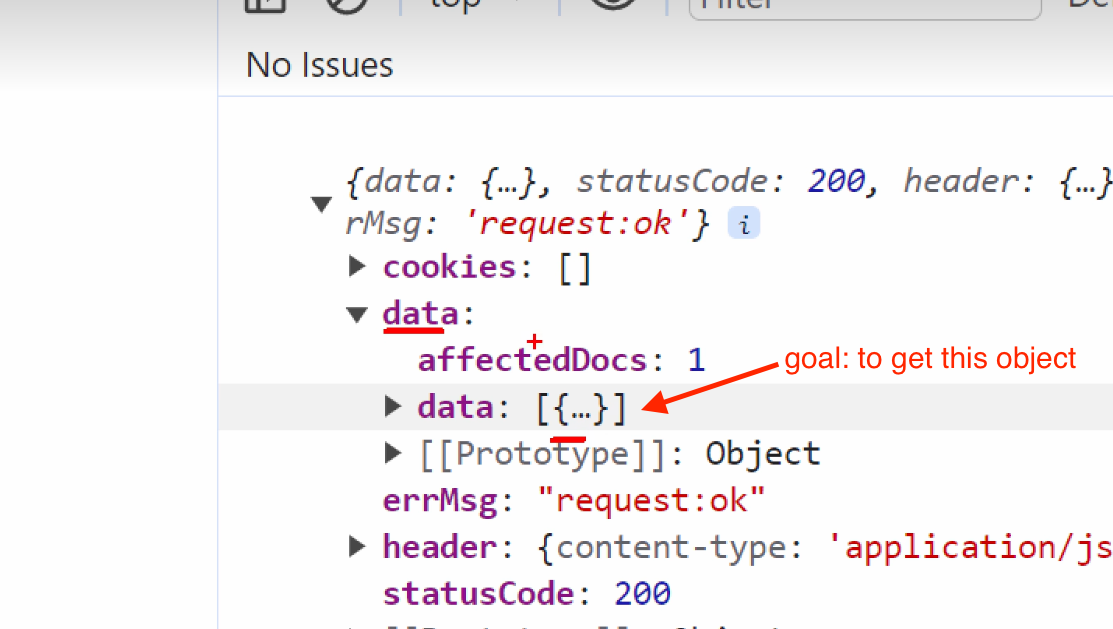 top Filter
No Issues
{data: {…}, statusCode: 200, header: {…}
rMsg: 'request:ok'} i
▶ cookies: []
▼ data:
affectedDocs: 1
goal: to get this object
▶ data: [{…}]
▶ [[Prototype]]: Object
errMsg: "request:ok"
▶ header: {content-type: 'application/js
statusCode: 200